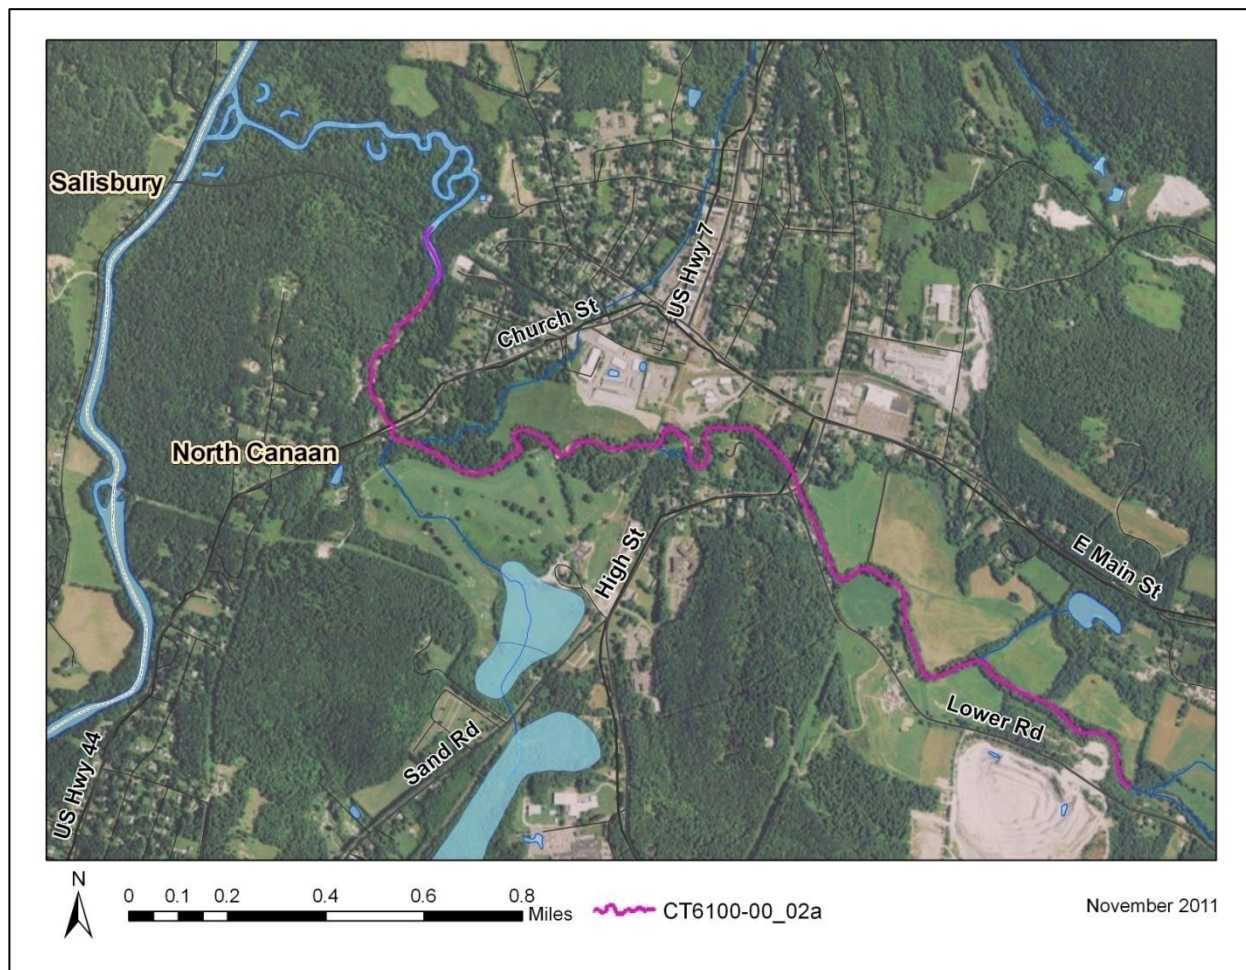 Salisbury
US Hwy 7
Church St
North Canaan
High St
E Main St
Lower Rd
Sand Rd
US Hwy 44
N
0 0.1 0.2 0.4 0.6 0.8
Miles
CT6100-00_02a
November 2011